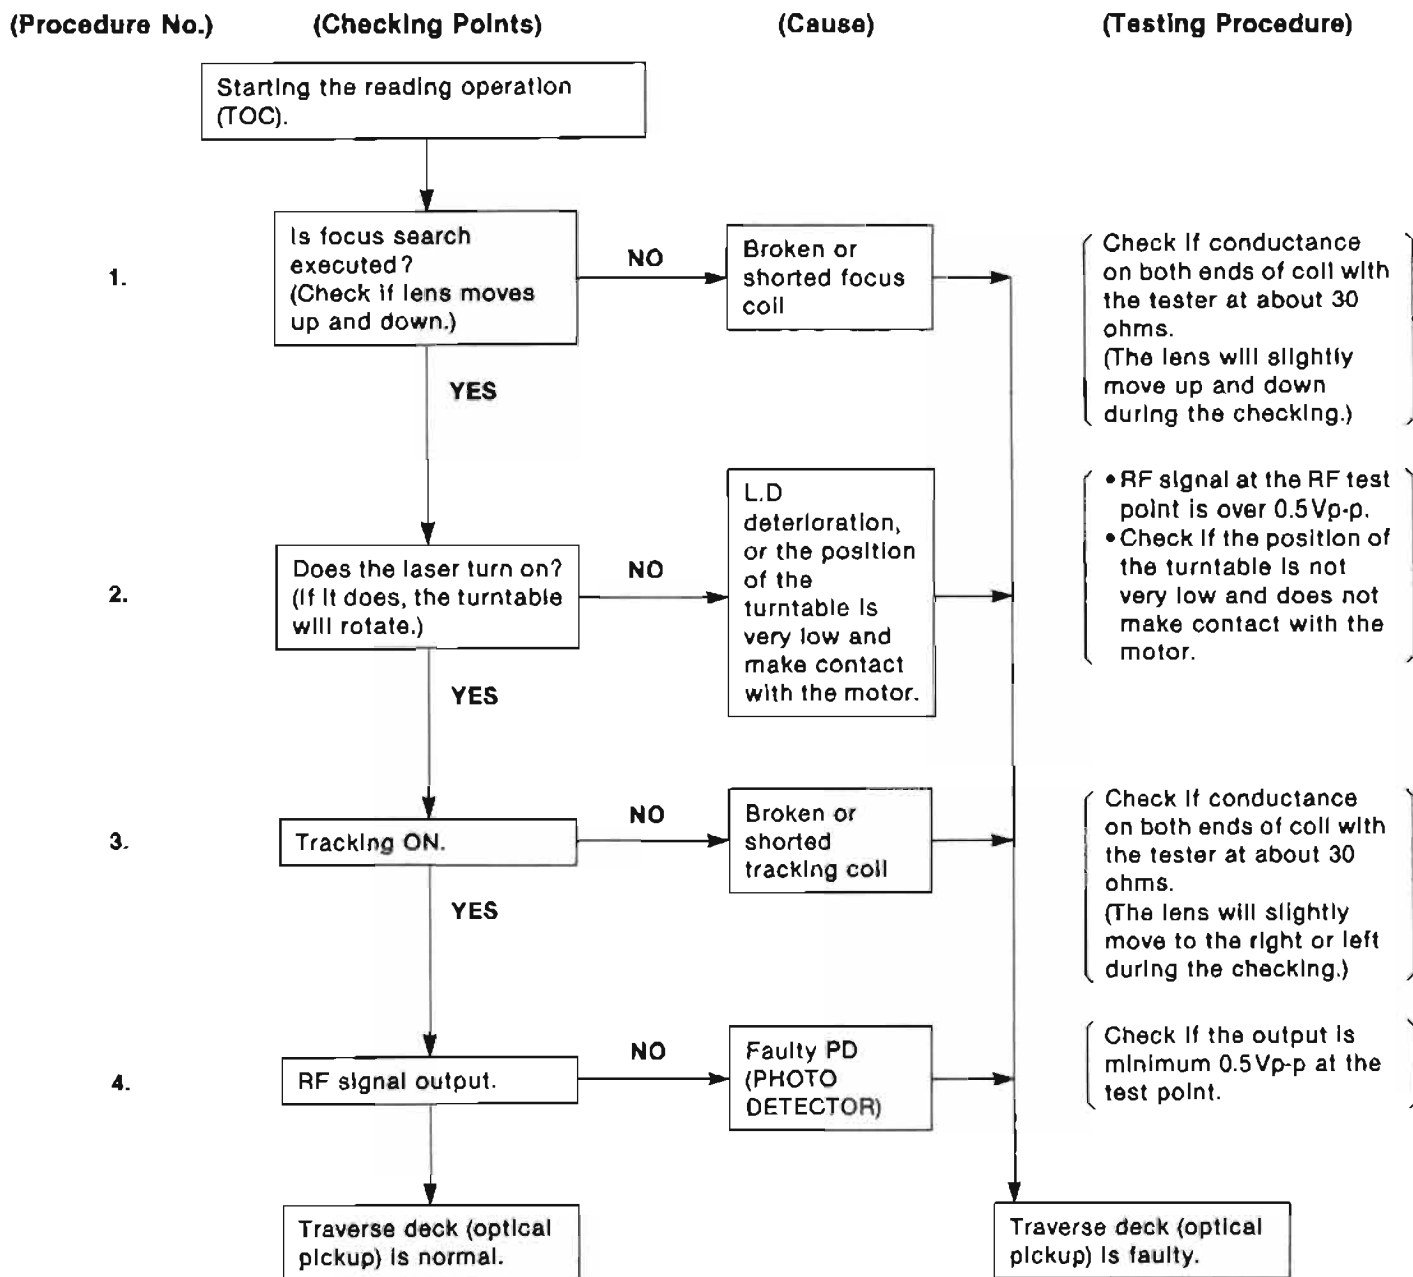 (Procedure No.) (Checking Points) (Cause) (Testing Procedure)
Starting the reading operation
(TOC).
1.
Is focus search
executed?
(Check if lens moves
up and down.)
NO
Broken or
shorted focus
coil
Check if conductance
on both ends of coil with
the tester at about 30
ohms.
(The lens will slightly
move up and down
during the checking.)
YES
2.
Does the laser turn on?
(If it does, the turntable
will rotate.)
NO
L.D
deterloration,
or the position
of the
turntable is
very low and
make contact
with the motor.
• RF signal at the RF test
point is over 0.5Vp-p.
• Check if the position of
the turntable is not
very low and does not
make contact with the
motor.
YES
3.
Tracking ON.
NO
Broken or
shorted
tracking coil
Check if conductance
on both ends of coil with
the tester at about 30
ohms.
(The lens will slightly
move to the right or left
during the checking.)
YES
4.
RF signal output.
NO
Faulty PD
(PHOTO
DETECTOR)
Check if the output is
minimum 0.5Vp-p at the
test point.
Traverse deck (optical
pickup) is normal.
Traverse deck (optical
pickup) is faulty.